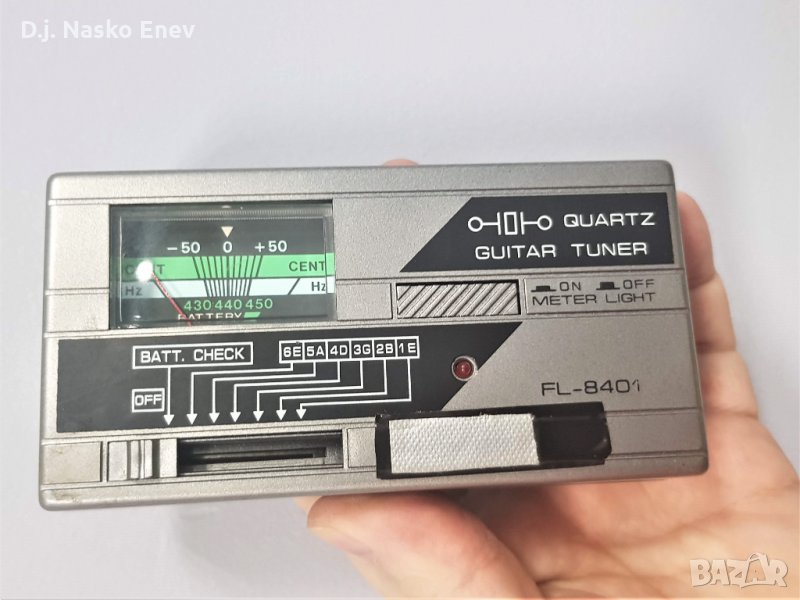 D.j. Nasko Enev
QUARTZ
GUITAR TUNER
-50 0 +50
CENT CENT
Hz Hz
430 440 450
BATTERY
ON OFF
METER LIGHT
BATT. CHECK
6E 5A 4D 3G 2B 1E
OFF
FL-8401
BAZAR